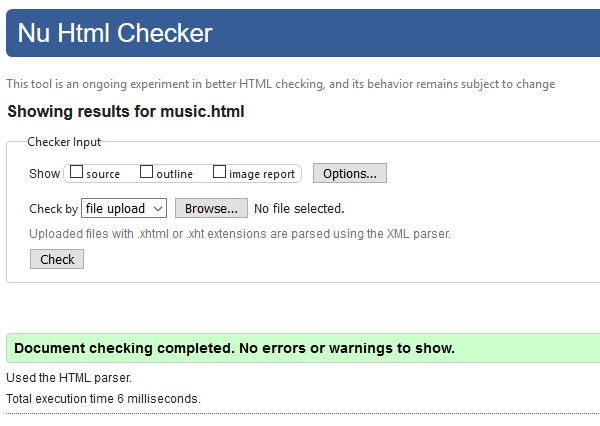 Nu Html Checker
This tool is an ongoing experiment in better HTML checking, and its behavior remains subject to change
Showing results for music.html
Checker Input
Show source outline image report Options...
Check by file upload Browse... No file selected.
Uploaded files with .xhtml or .xht extensions are parsed using the XML parser.
Check
Document checking completed. No errors or warnings to show.
Used the HTML parser.
Total execution time 6 milliseconds.